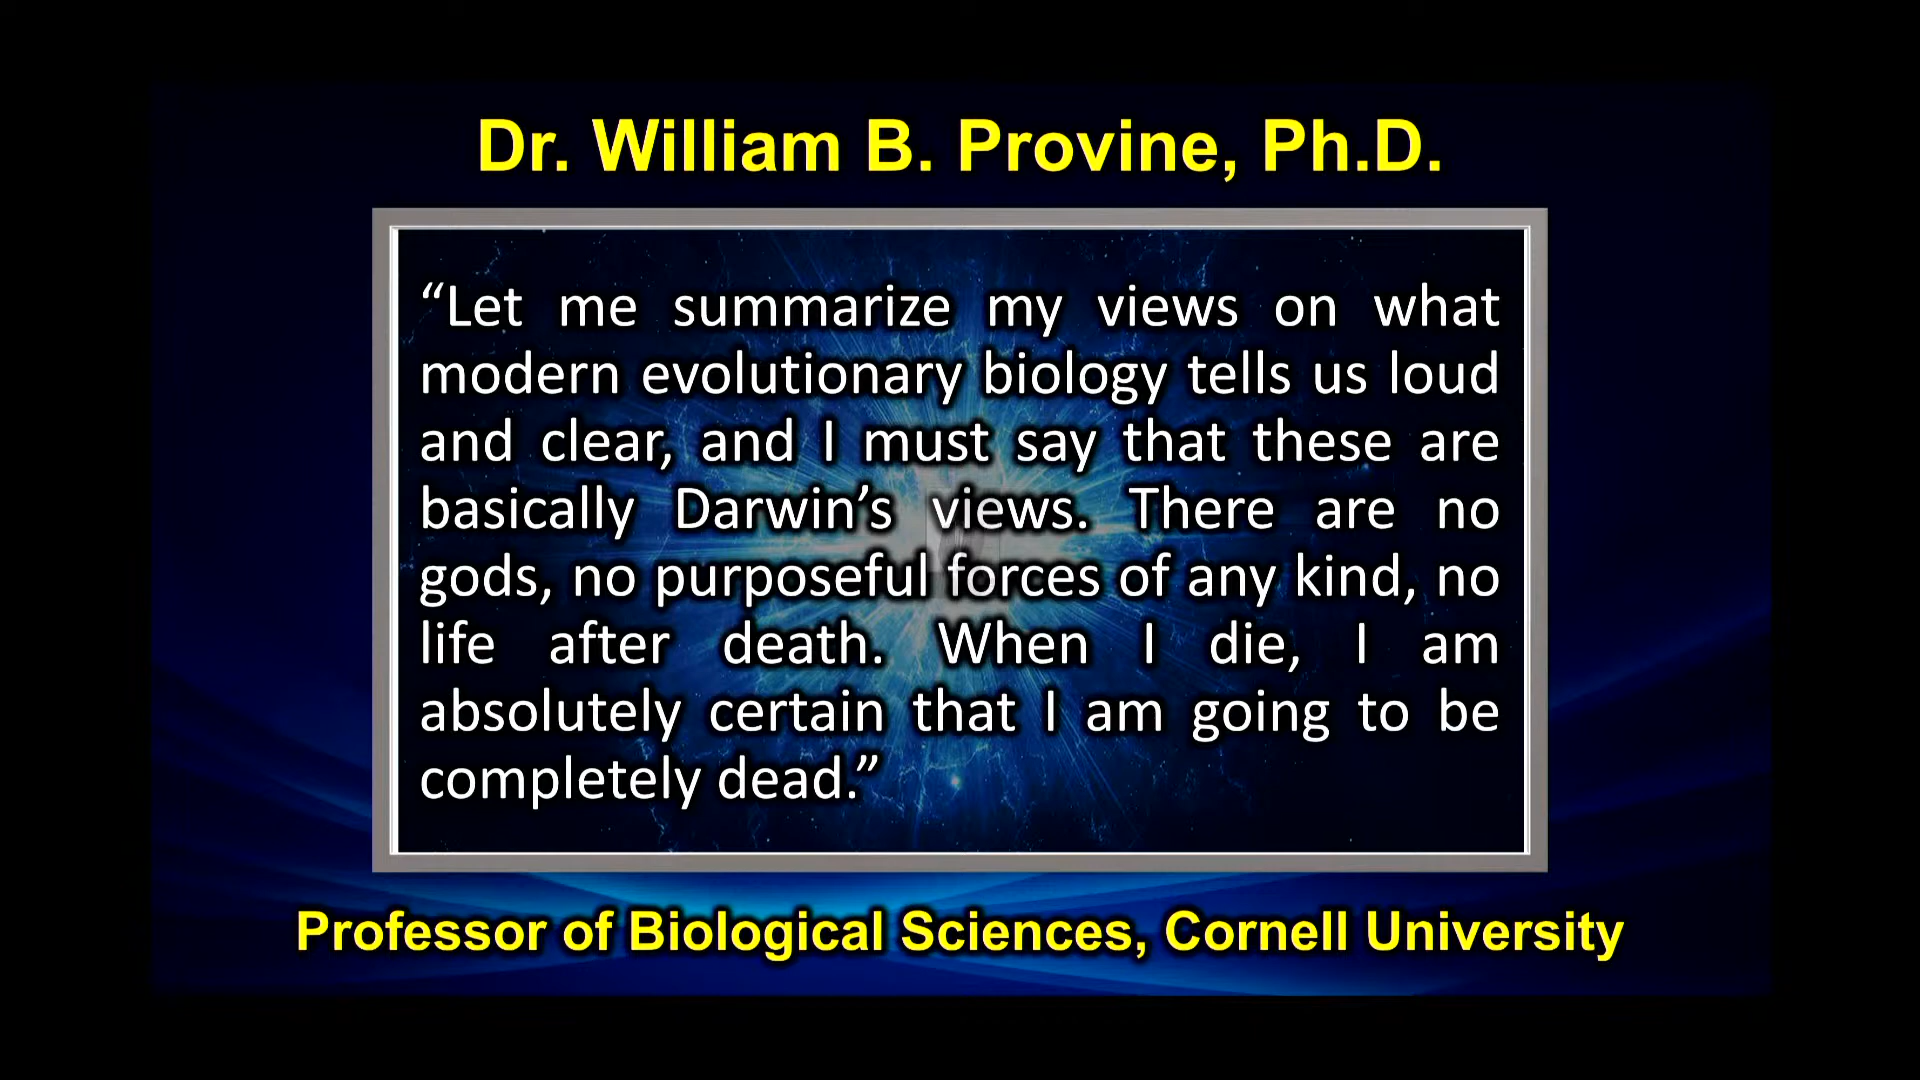 Dr. William B. Provine, Ph.D.
“Let me summarize my views on what
modern evolutionary biology tells us loud
and clear, and I must say that these are
basically Darwin’s views. There are no
gods, no purposeful forces of any kind, no
life after death. When I die, I am
absolutely certain that I am going to be
completely dead.”
Professor of Biological Sciences, Cornell University